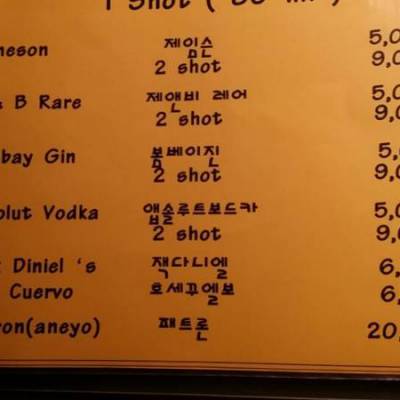 1 Shot ( 30 ml )
meson 제임슨 5,0
2 shot 9,0
& B Rare 제앤비 레어 5,0
2 shot 9,0
bay Gin 봄베이진 5,
2 shot 9,0
olut Vodka 앱솔루트보드카 5,0
2 shot 9,0
Diniel 's 잭다니엘 6,
Cuervo 호세꾸엘보 6,
ron(aneyo) 패트론 20,